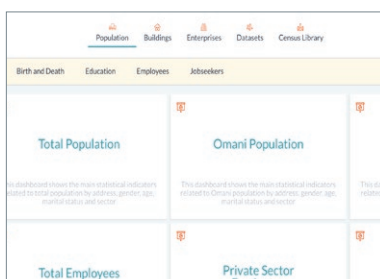 Population Buildings Enterprises Datasets Census Library
Birth and Death Education Employees Jobseekers
Total Population
This dashboard shows the main statistical indicators
related to total population by address, gender, age,
marital status and sector
Omani Population
This dashboard shows the main statistical indicators
related to Omani population by address, gender, age,
marital status and sector
This da
relate
Total Employees
Private Sector